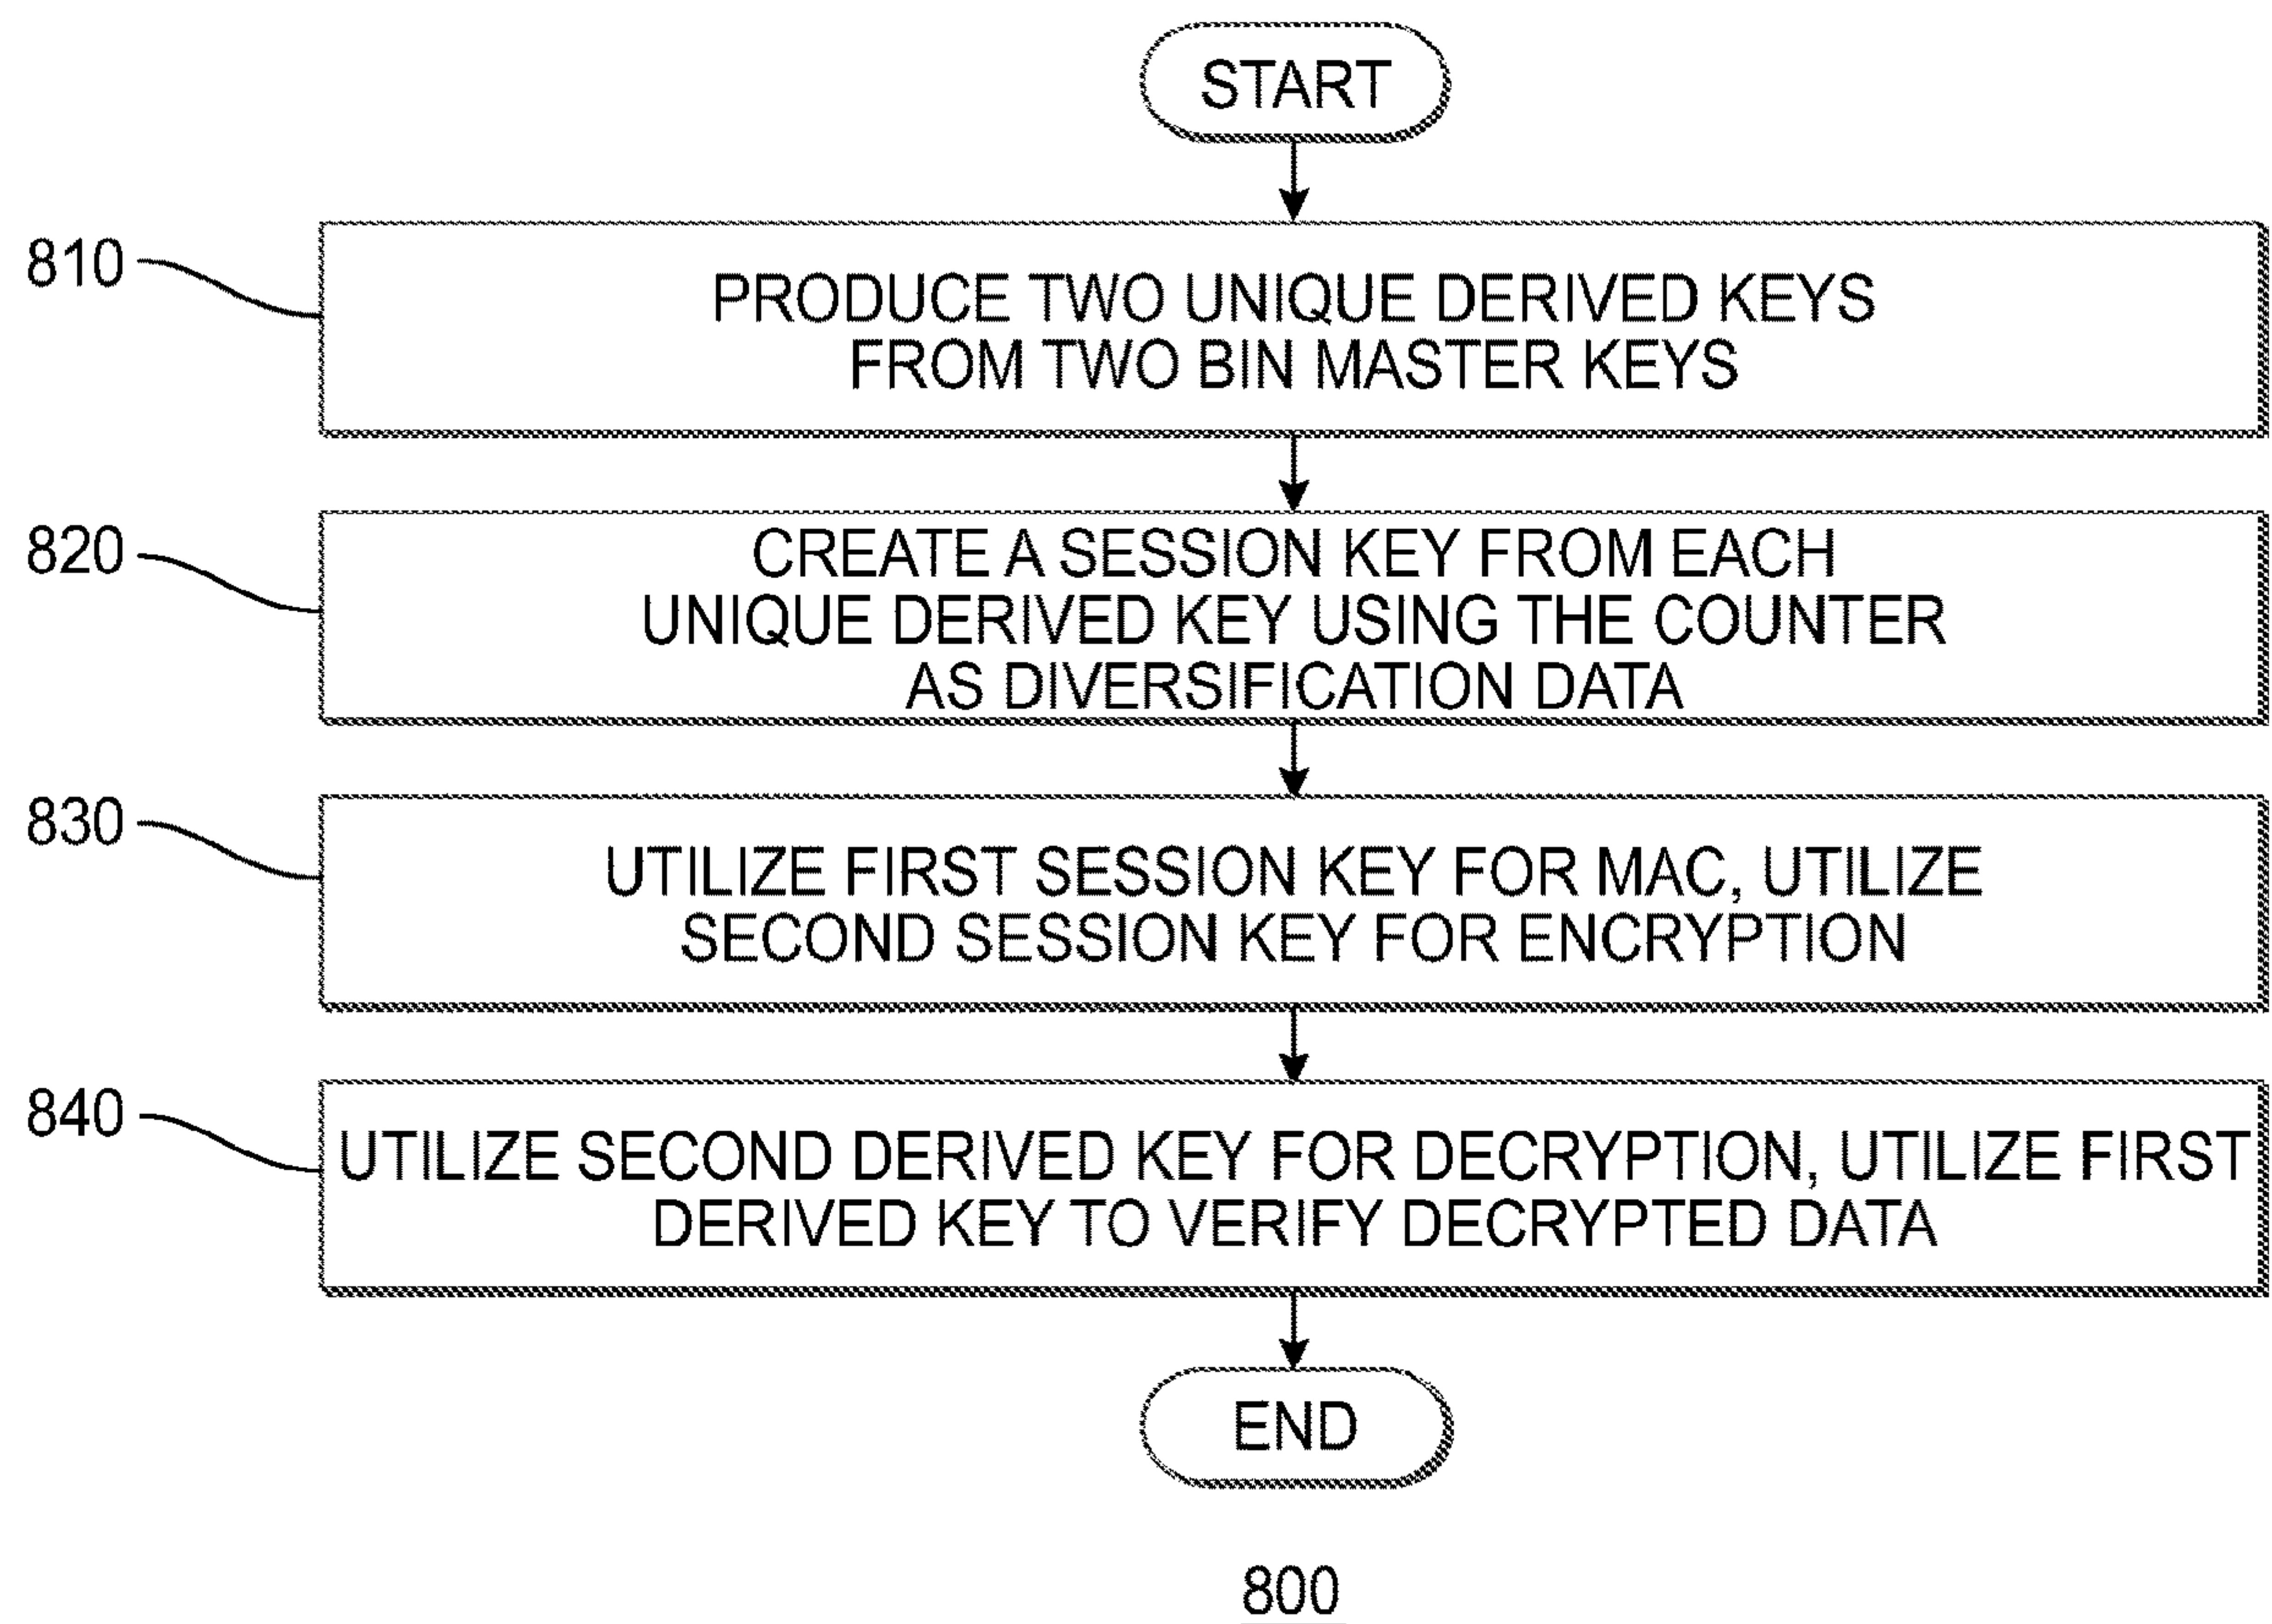 START
810
PRODUCE TWO UNIQUE DERIVED KEYS
FROM TWO BIN MASTER KEYS
820
CREATE A SESSION KEY FROM EACH
UNIQUE DERIVED KEY USING THE COUNTER
AS DIVERSIFICATION DATA
830
UTILIZE FIRST SESSION KEY FOR MAC, UTILIZE
SECOND SESSION KEY FOR ENCRYPTION
840
UTILIZE SECOND DERIVED KEY FOR DECRYPTION, UTILIZE FIRST
DERIVED KEY TO VERIFY DECRYPTED DATA
END
800